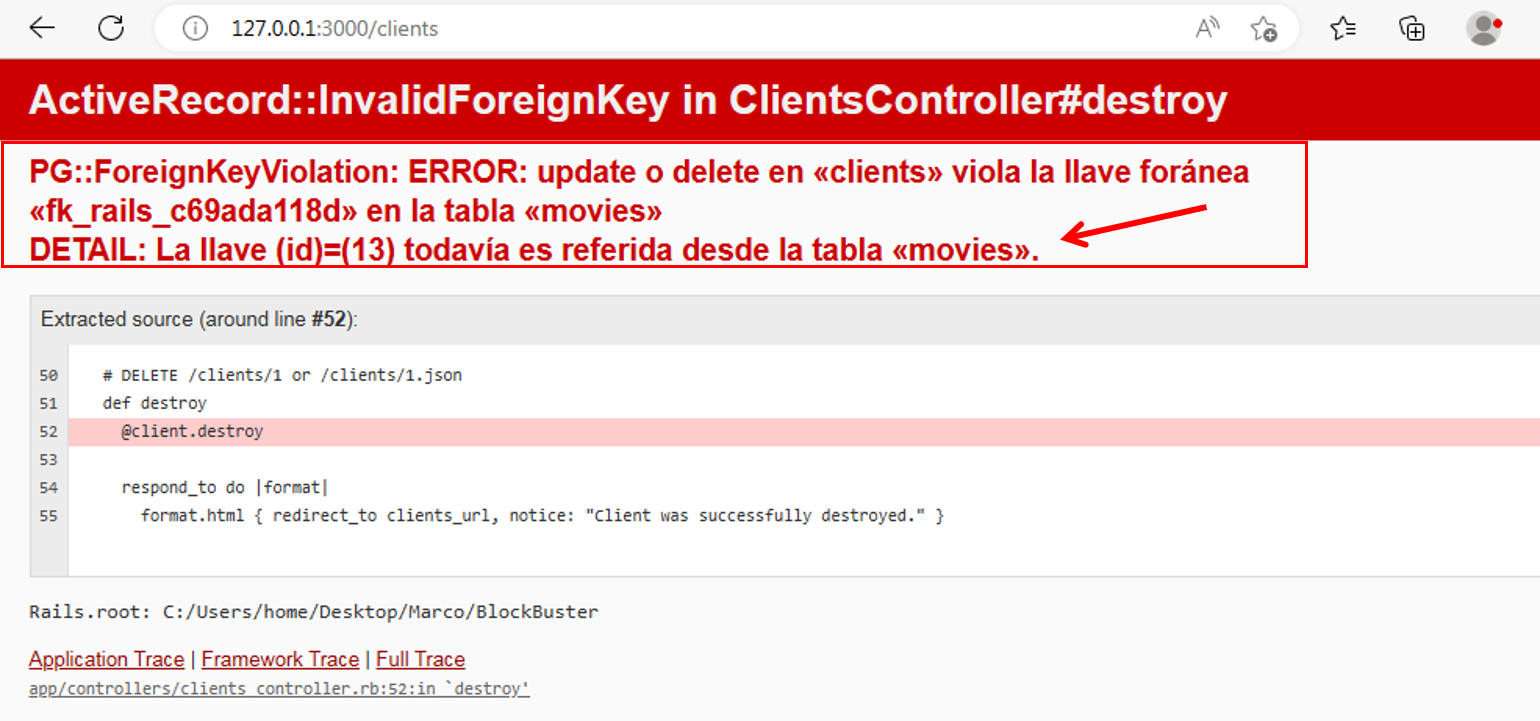 127.0.0.1:3000/clients
ActiveRecord::InvalidForeignKey in ClientsController#destroy
PG::ForeignKeyViolation: ERROR: update o delete en «clients» viola la llave foránea
«fk_rails_c69ada118d» en la tabla «movies»
DETAIL: La llave (id)=(13) todavía es referida desde la tabla «movies».
Extracted source (around line #52):
50 # DELETE /clients/1 or /clients/1.json
51 def destroy
52 @client.destroy
53
54 respond_to do |format|
55 format.html { redirect_to clients_url, notice: "Client was successfully destroyed." }
Rails.root: C:/Users/home/Desktop/Marco/BlockBuster
Application Trace | Framework Trace | Full Trace
app/controllers/clients_controller.rb:52:in `destroy'